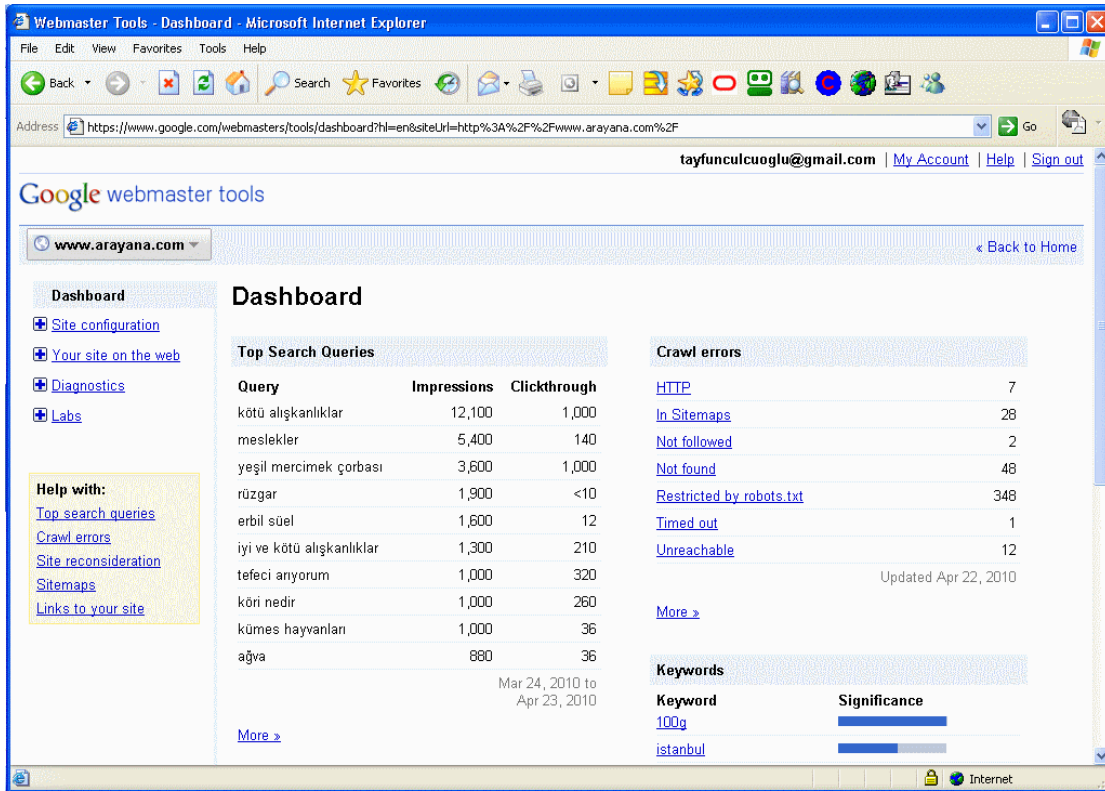 Webmaster Tools - Dashboard - Microsoft Internet Explorer
File Edit View Favorites Tools Help
Back Search Favorites
Address https://www.google.com/webmasters/tools/dashboard?hl=en&siteUrl=http%3A%2F%2Fwww.arayana.com%2F Go
tayfunculcuoglu@gmail.com | My Account | Help | Sign out
Google webmaster tools
www.arayana.com « Back to Home
Dashboard
Site configuration
Your site on the web
Diagnostics
Labs
Help with:
Top search queries
Crawl errors
Site reconsideration
Sitemaps
Links to your site
Dashboard
Top Search Queries
Query Impressions Clickthrough
kötü alışkanlıklar 12,100 1,000
meslekler 5,400 140
yeşil mercimek çorbası 3,600 1,000
rüzgar 1,900 <10
erbil süel 1,600 12
iyi ve kötü alışkanlıklar 1,300 210
tefeci arıyorum 1,000 320
köri nedir 1,000 260
kümes hayvanları 1,000 36
ağva 880 36
Mar 24, 2010 to
Apr 23, 2010
More »
Crawl errors
HTTP 7
In Sitemaps 28
Not followed 2
Not found 48
Restricted by robots.txt 348
Timed out 1
Unreachable 12
Updated Apr 22, 2010
More »
Keywords
Keyword Significance
100g
istanbul
Internet